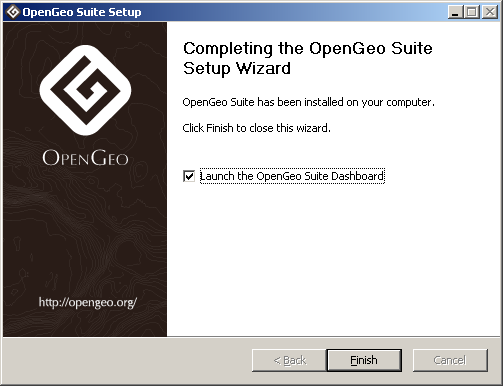 OpenGeo Suite Setup
OPENGEO
http://opengeo.org/
Completing the OpenGeo Suite
Setup Wizard
OpenGeo Suite has been installed on your computer.
Click Finish to close this wizard.
Launch the OpenGeo Suite Dashboard
< Back
Finish
Cancel